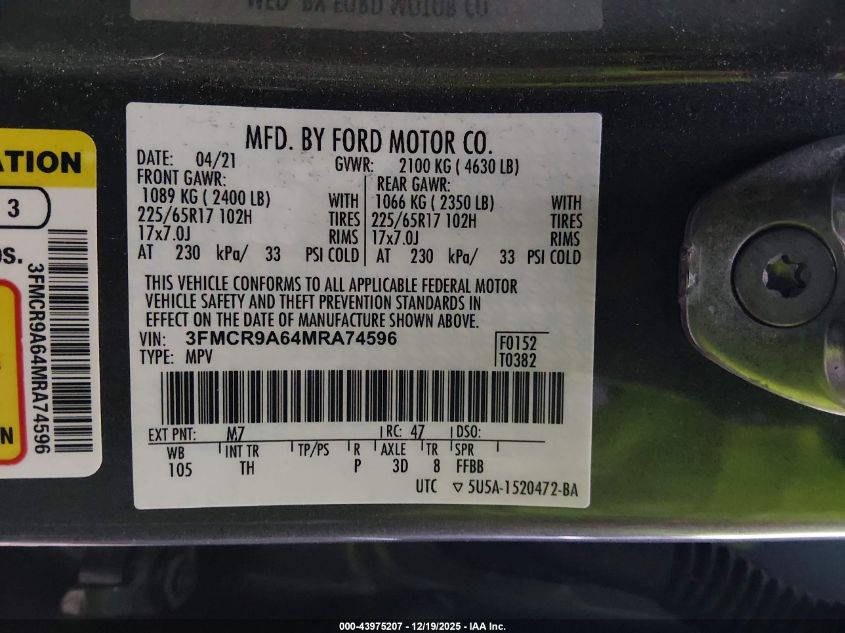 MFD. BY FORD MOTOR CO.
ATION
3
OS.
3FMCR9A64MRA74596
N
MFD. BY FORD MOTOR CO.
DATE: 04/21 GVWR: 2100 KG ( 4630 LB)
FRONT GAWR: REAR GAWR:
1089 KG ( 2400 LB) WITH 1066 KG ( 2350 LB) WITH
225/65R17 102H TIRES 225/65R17 102H TIRES
17x7.0J RIMS 17x7.0J RIMS
AT 230 kPa/ 33 PSI COLD AT 230 kPa/ 33 PSI COLD
THIS VEHICLE CONFORMS TO ALL APPLICABLE FEDERAL MOTOR
VEHICLE SAFETY AND THEFT PREVENTION STANDARDS IN
EFFECT ON THE DATE OF MANUFACTURE SHOWN ABOVE.
VIN: 3FMCR9A64MRA74596 F0152
TYPE: MPV T0382
EXT PNT: M7 RC: 47 DSO:
WB INT TR TP/PS R AXLE TR SPR
105 TH P 3D 8 FFBB
UTC ▽ 5U5A-1520472-BA
000-43975207 - 12/19/2025 - IAA Inc.